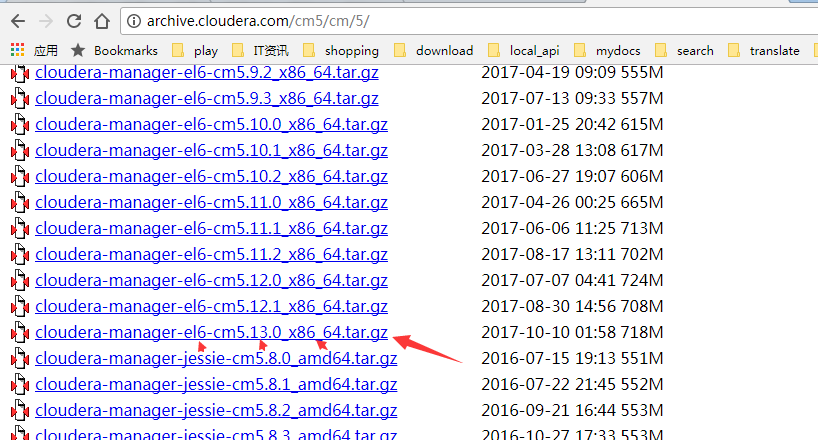 archive.cloudera.com/cm5/cm/5/
应用 Bookmarks play IT资讯 shopping download local_api mydocs search translate
cloudera-manager-el6-cm5.9.2_x86_64.tar.gz 2017-04-19 09:09 555M
cloudera-manager-el6-cm5.9.3_x86_64.tar.gz 2017-07-13 09:33 557M
cloudera-manager-el6-cm5.10.0_x86_64.tar.gz 2017-01-25 20:42 615M
cloudera-manager-el6-cm5.10.1_x86_64.tar.gz 2017-03-28 13:08 617M
cloudera-manager-el6-cm5.10.2_x86_64.tar.gz 2017-06-27 19:07 606M
cloudera-manager-el6-cm5.11.0_x86_64.tar.gz 2017-04-26 00:25 665M
cloudera-manager-el6-cm5.11.1_x86_64.tar.gz 2017-06-06 11:25 713M
cloudera-manager-el6-cm5.11.2_x86_64.tar.gz 2017-08-17 13:11 702M
cloudera-manager-el6-cm5.12.0_x86_64.tar.gz 2017-07-07 04:41 724M
cloudera-manager-el6-cm5.12.1_x86_64.tar.gz 2017-08-30 14:56 708M
cloudera-manager-el6-cm5.13.0_x86_64.tar.gz 2017-10-10 01:58 718M
cloudera-manager-jessie-cm5.8.0_amd64.tar.gz 2016-07-15 19:13 551M
cloudera-manager-jessie-cm5.8.1_amd64.tar.gz 2016-07-22 21:45 552M
cloudera-manager-jessie-cm5.8.2_amd64.tar.gz 2016-09-21 16:44 553M
cloudera-manager-jessie-cm5.8.3_amd64.tar.gz 2016-10-27 17:33 553M